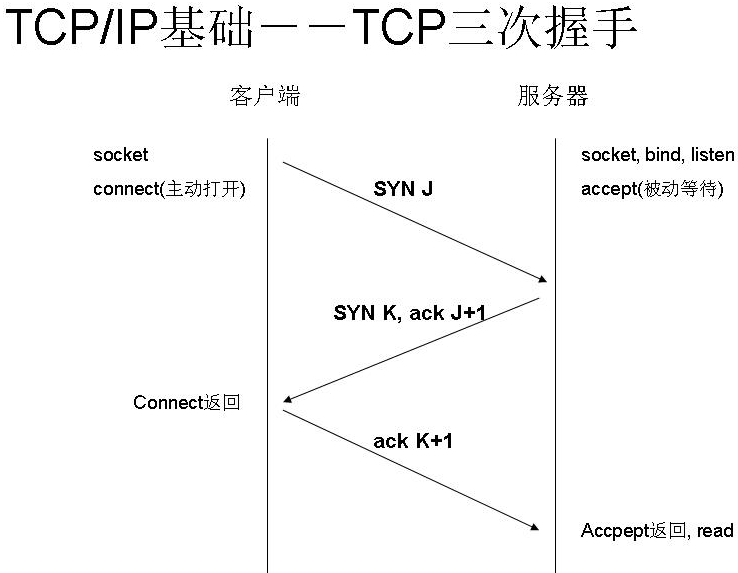 TCP/IP基础－－TCP三次握手
客户端
服务器
socket
socket, bind, listen
connect(主动打开)
SYN J
accept(被动等待)
SYN K, ack J+1
Connect返回
ack K+1
Accpept返回, read